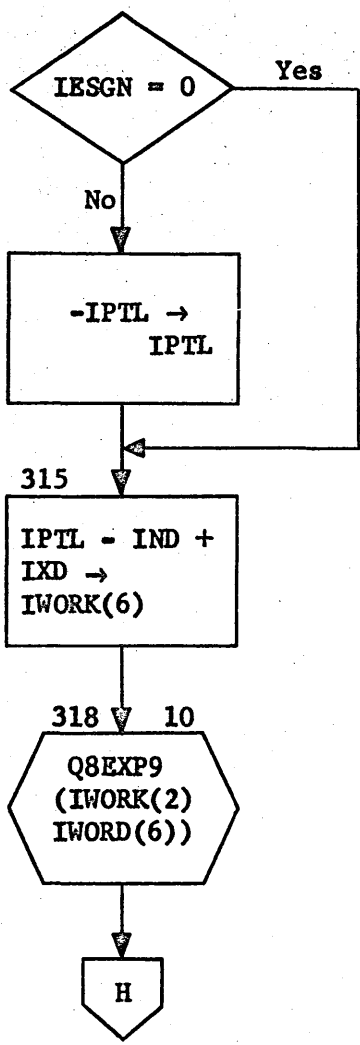 IESGN = 0
Yes
No
-IPTL →
IPTL
315
IPTL - IND +
IXD →
IWORK(6)
318 10
Q8EXP9
(IWORK(2)
IWORD(6))
H